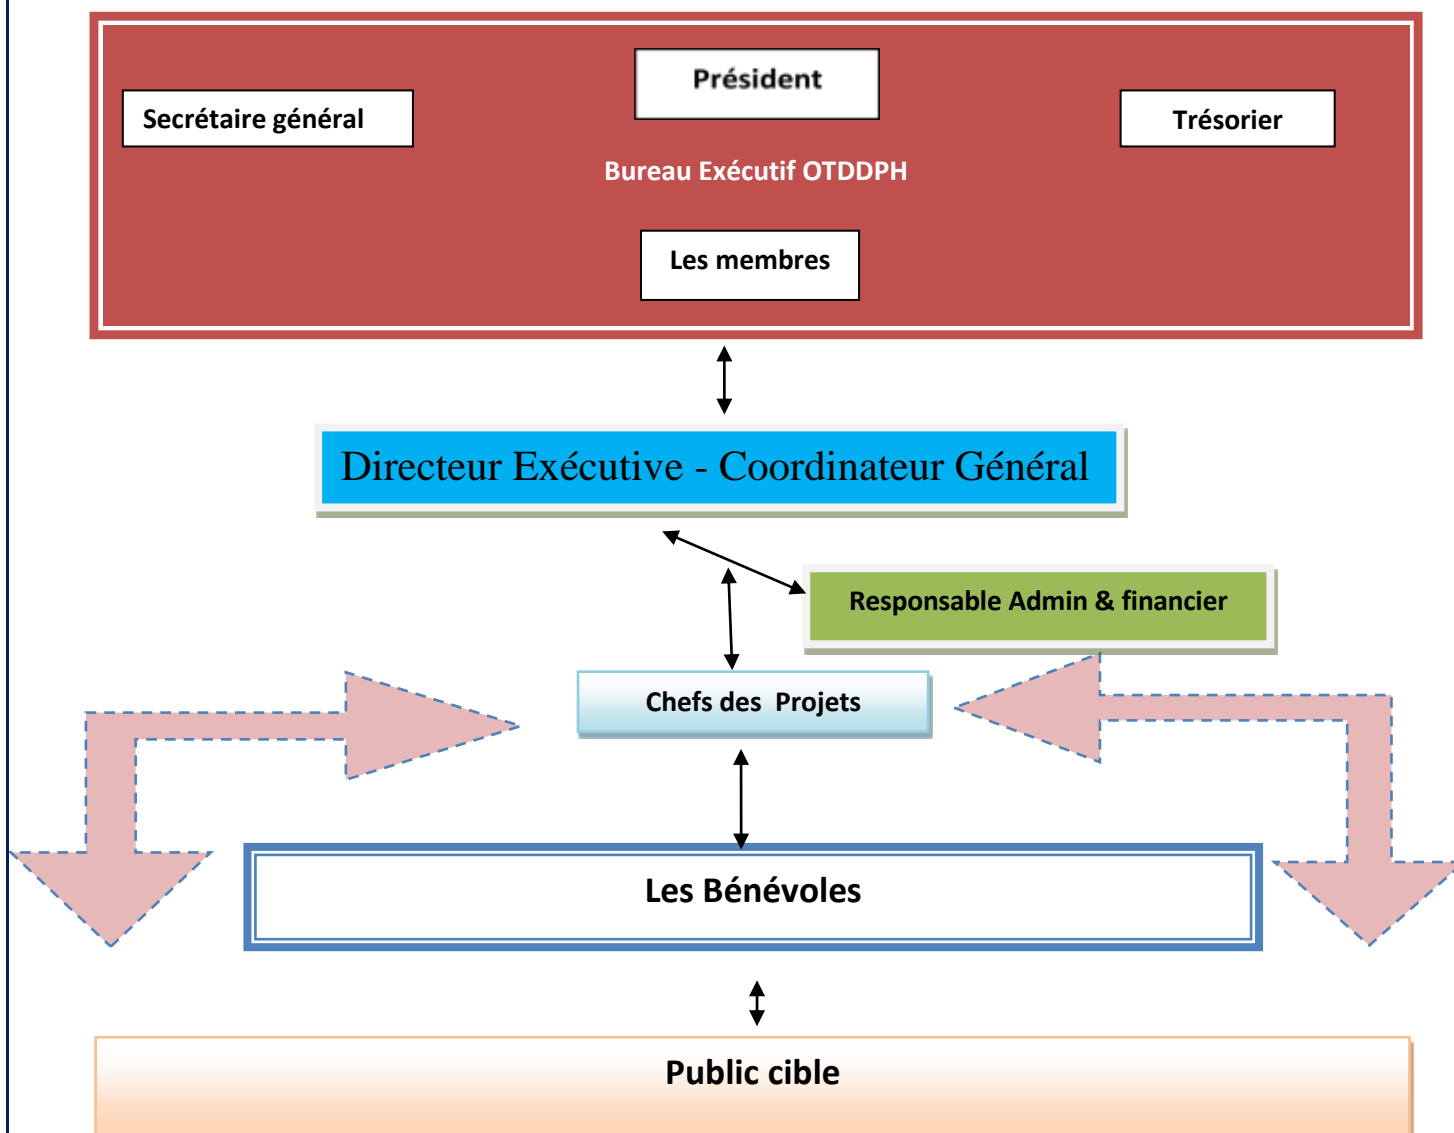 Président
Secrétaire général
Trésorier
Bureau Exécutif OTDDPH
Les membres
Directeur Exécutive - Coordinateur Général
Responsable Admin & financier
Chefs des Projets
Les Bénévoles
Public cible